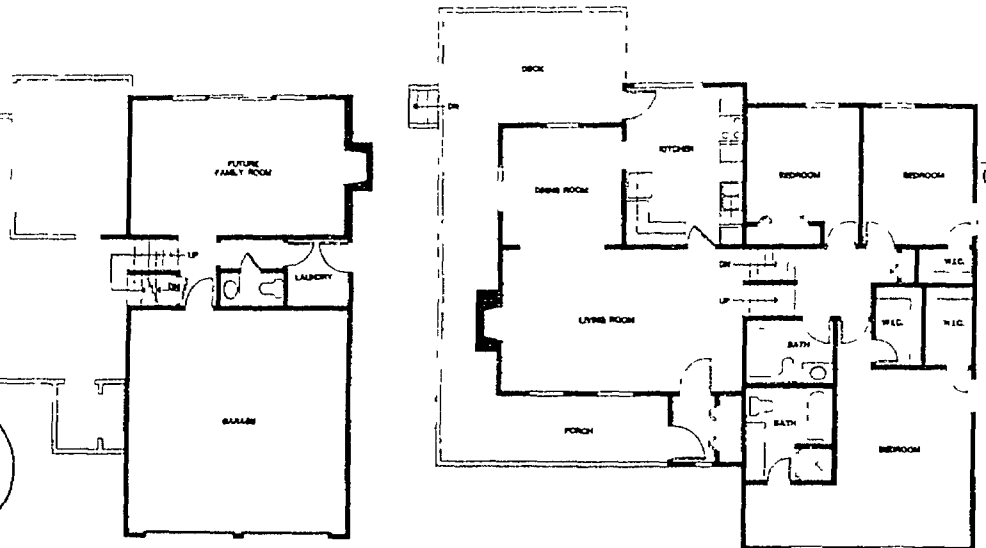 FUTURE
FAMILY ROOM
UP
DN
LAUNDRY
GARAGE
DECK
DN
KITCHEN
DINING ROOM
BEDROOM
BEDROOM
DN
W.I.C.
UP
LIVING ROOM
W.I.C.
W.I.C.
BATH
PORCH
BATH
BEDROOM